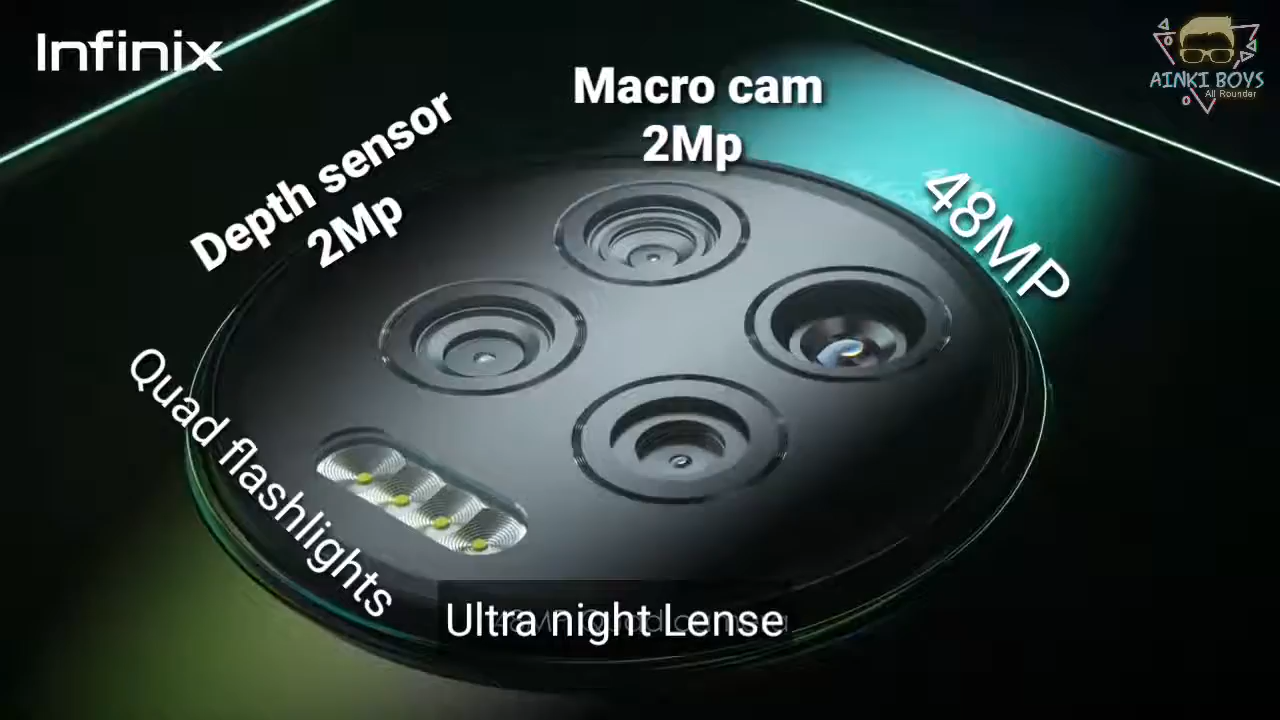 Infinix
AINKI BOYS
All Rounder
Macro cam
2Mp
Depth sensor
2Mp
48MP
Quad flashlights
Ultra night Lense